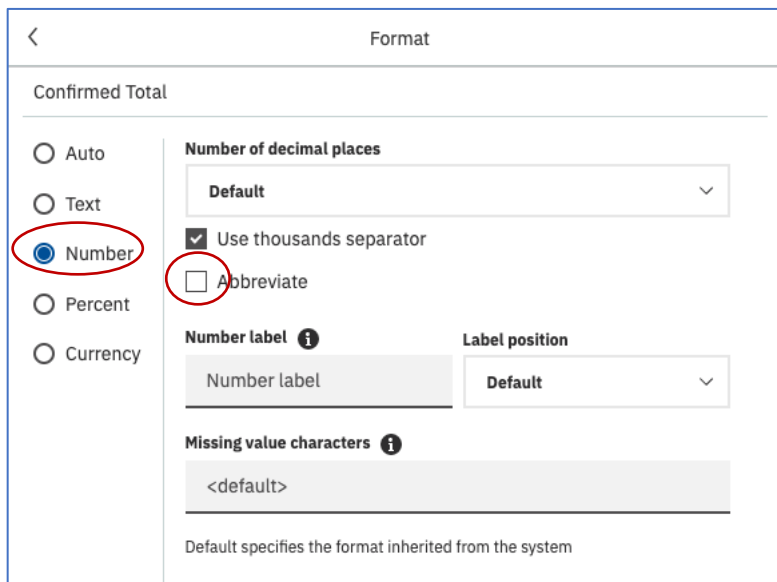 Format
Confirmed Total
Auto
Text
Number
Percent
Currency
Number of decimal places
Default
Use thousands separator
Abbreviate
Number label
Label position
Number label
Default
Missing value characters
<default>
Default specifies the format inherited from the system